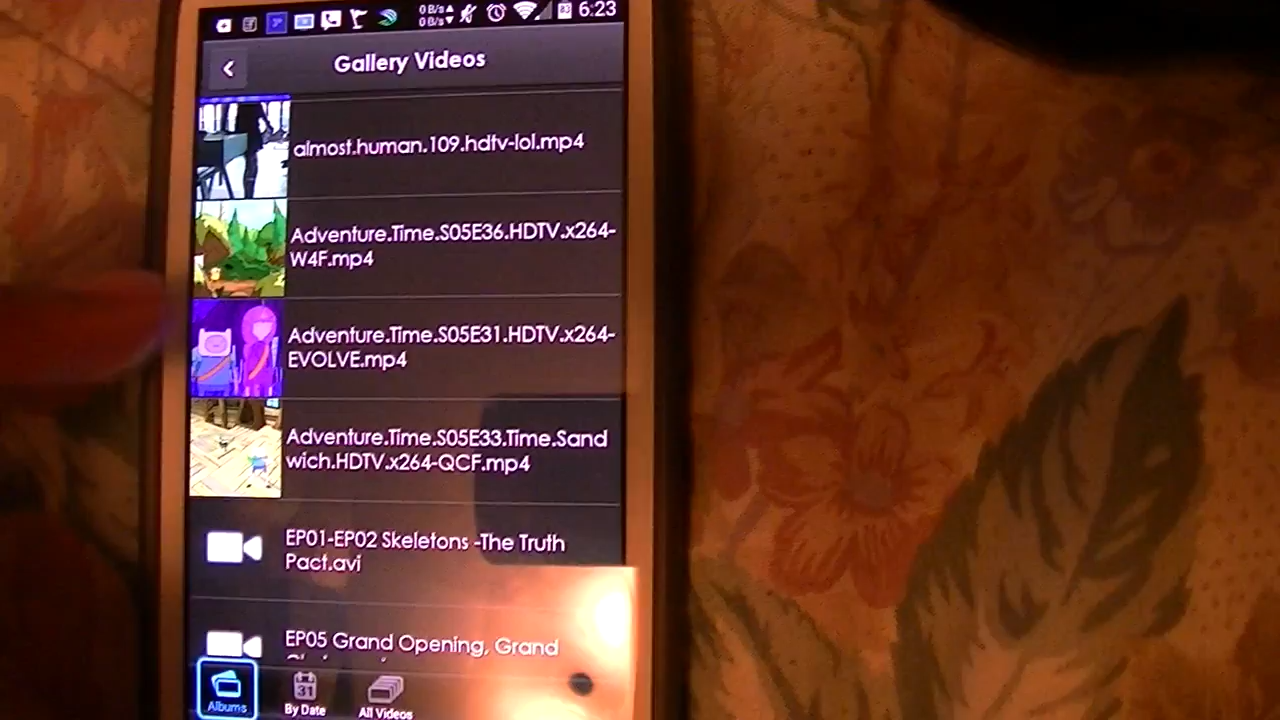 0 B/s
0 B/s
6:23
Gallery Videos
almost.human.109.hdtv-lol.mp4
Adventure.Time.S05E36.HDTV.x264-
W4F.mp4
Adventure.Time.S05E31.HDTV.x264-
EVOLVE.mp4
Adventure.Time.S05E33.Time.Sand
wich.HDTV.x264-QCF.mp4
EP01-EP02 Skeletons -The Truth
Pact.avi
EP05 Grand Opening, Grand
Albums
31
By Date
All Videos